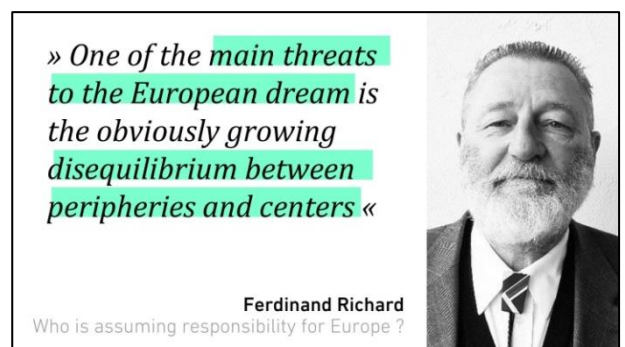 » One of the main threats
to the European dream is
the obviously growing
disequilibrium between
peripheries and centers «
Ferdinand Richard
Who is assuming responsibility for Europe ?